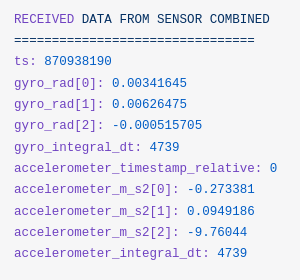 RECEIVED DATA FROM SENSOR COMBINED
================================
ts: 870938190
gyro_rad[0]: 0.00341645
gyro_rad[1]: 0.00626475
gyro_rad[2]: -0.000515705
gyro_integral_dt: 4739
accelerometer_timestamp_relative: 0
accelerometer_m_s2[0]: -0.273381
accelerometer_m_s2[1]: 0.0949186
accelerometer_m_s2[2]: -9.76044
accelerometer_integral_dt: 4739